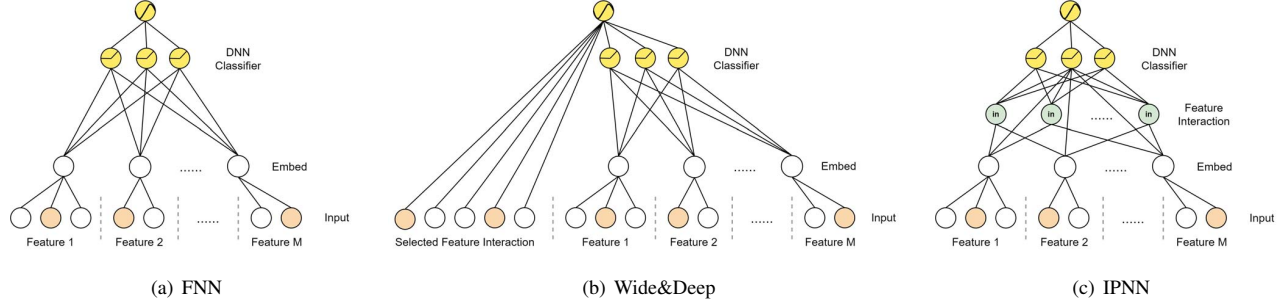 DNN
Classifier
...... Embed
...... Input
Feature 1 Feature 2 Feature M
(a) FNN
DNN
Classifier
...... Embed
...... Input
Selected Feature Interaction Feature 1 Feature 2 Feature M
(b) Wide&Deep
DNN
Classifier
in in ...... in Feature
Interaction
...... Embed
...... Input
Feature 1 Feature 2 Feature M
(c) IPNN